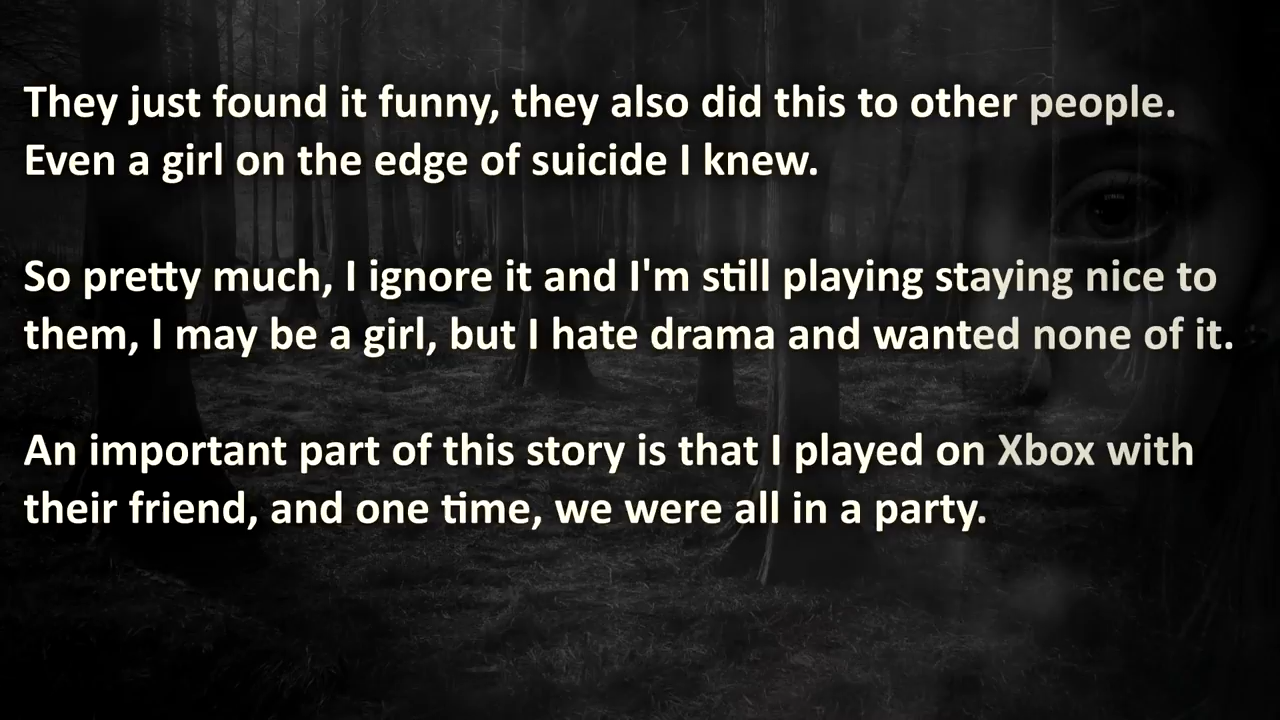 They just found it funny, they also did this to other people.
Even a girl on the edge of suicide I knew.
So pretty much, I ignore it and I'm still playing staying nice to
them, I may be a girl, but I hate drama and wanted none of it.
An important part of this story is that I played on Xbox with
their friend, and one time, we were all in a party.